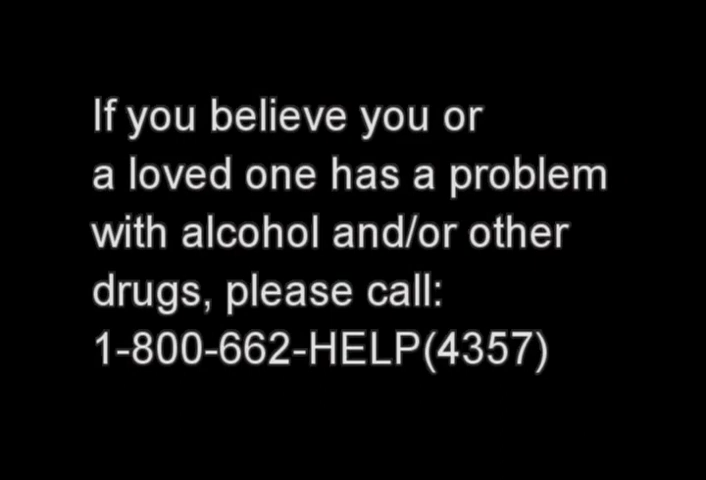 If you believe you or
a loved one has a problem
with alcohol and/or other
drugs, please call:
1-800-662-HELP(4357)